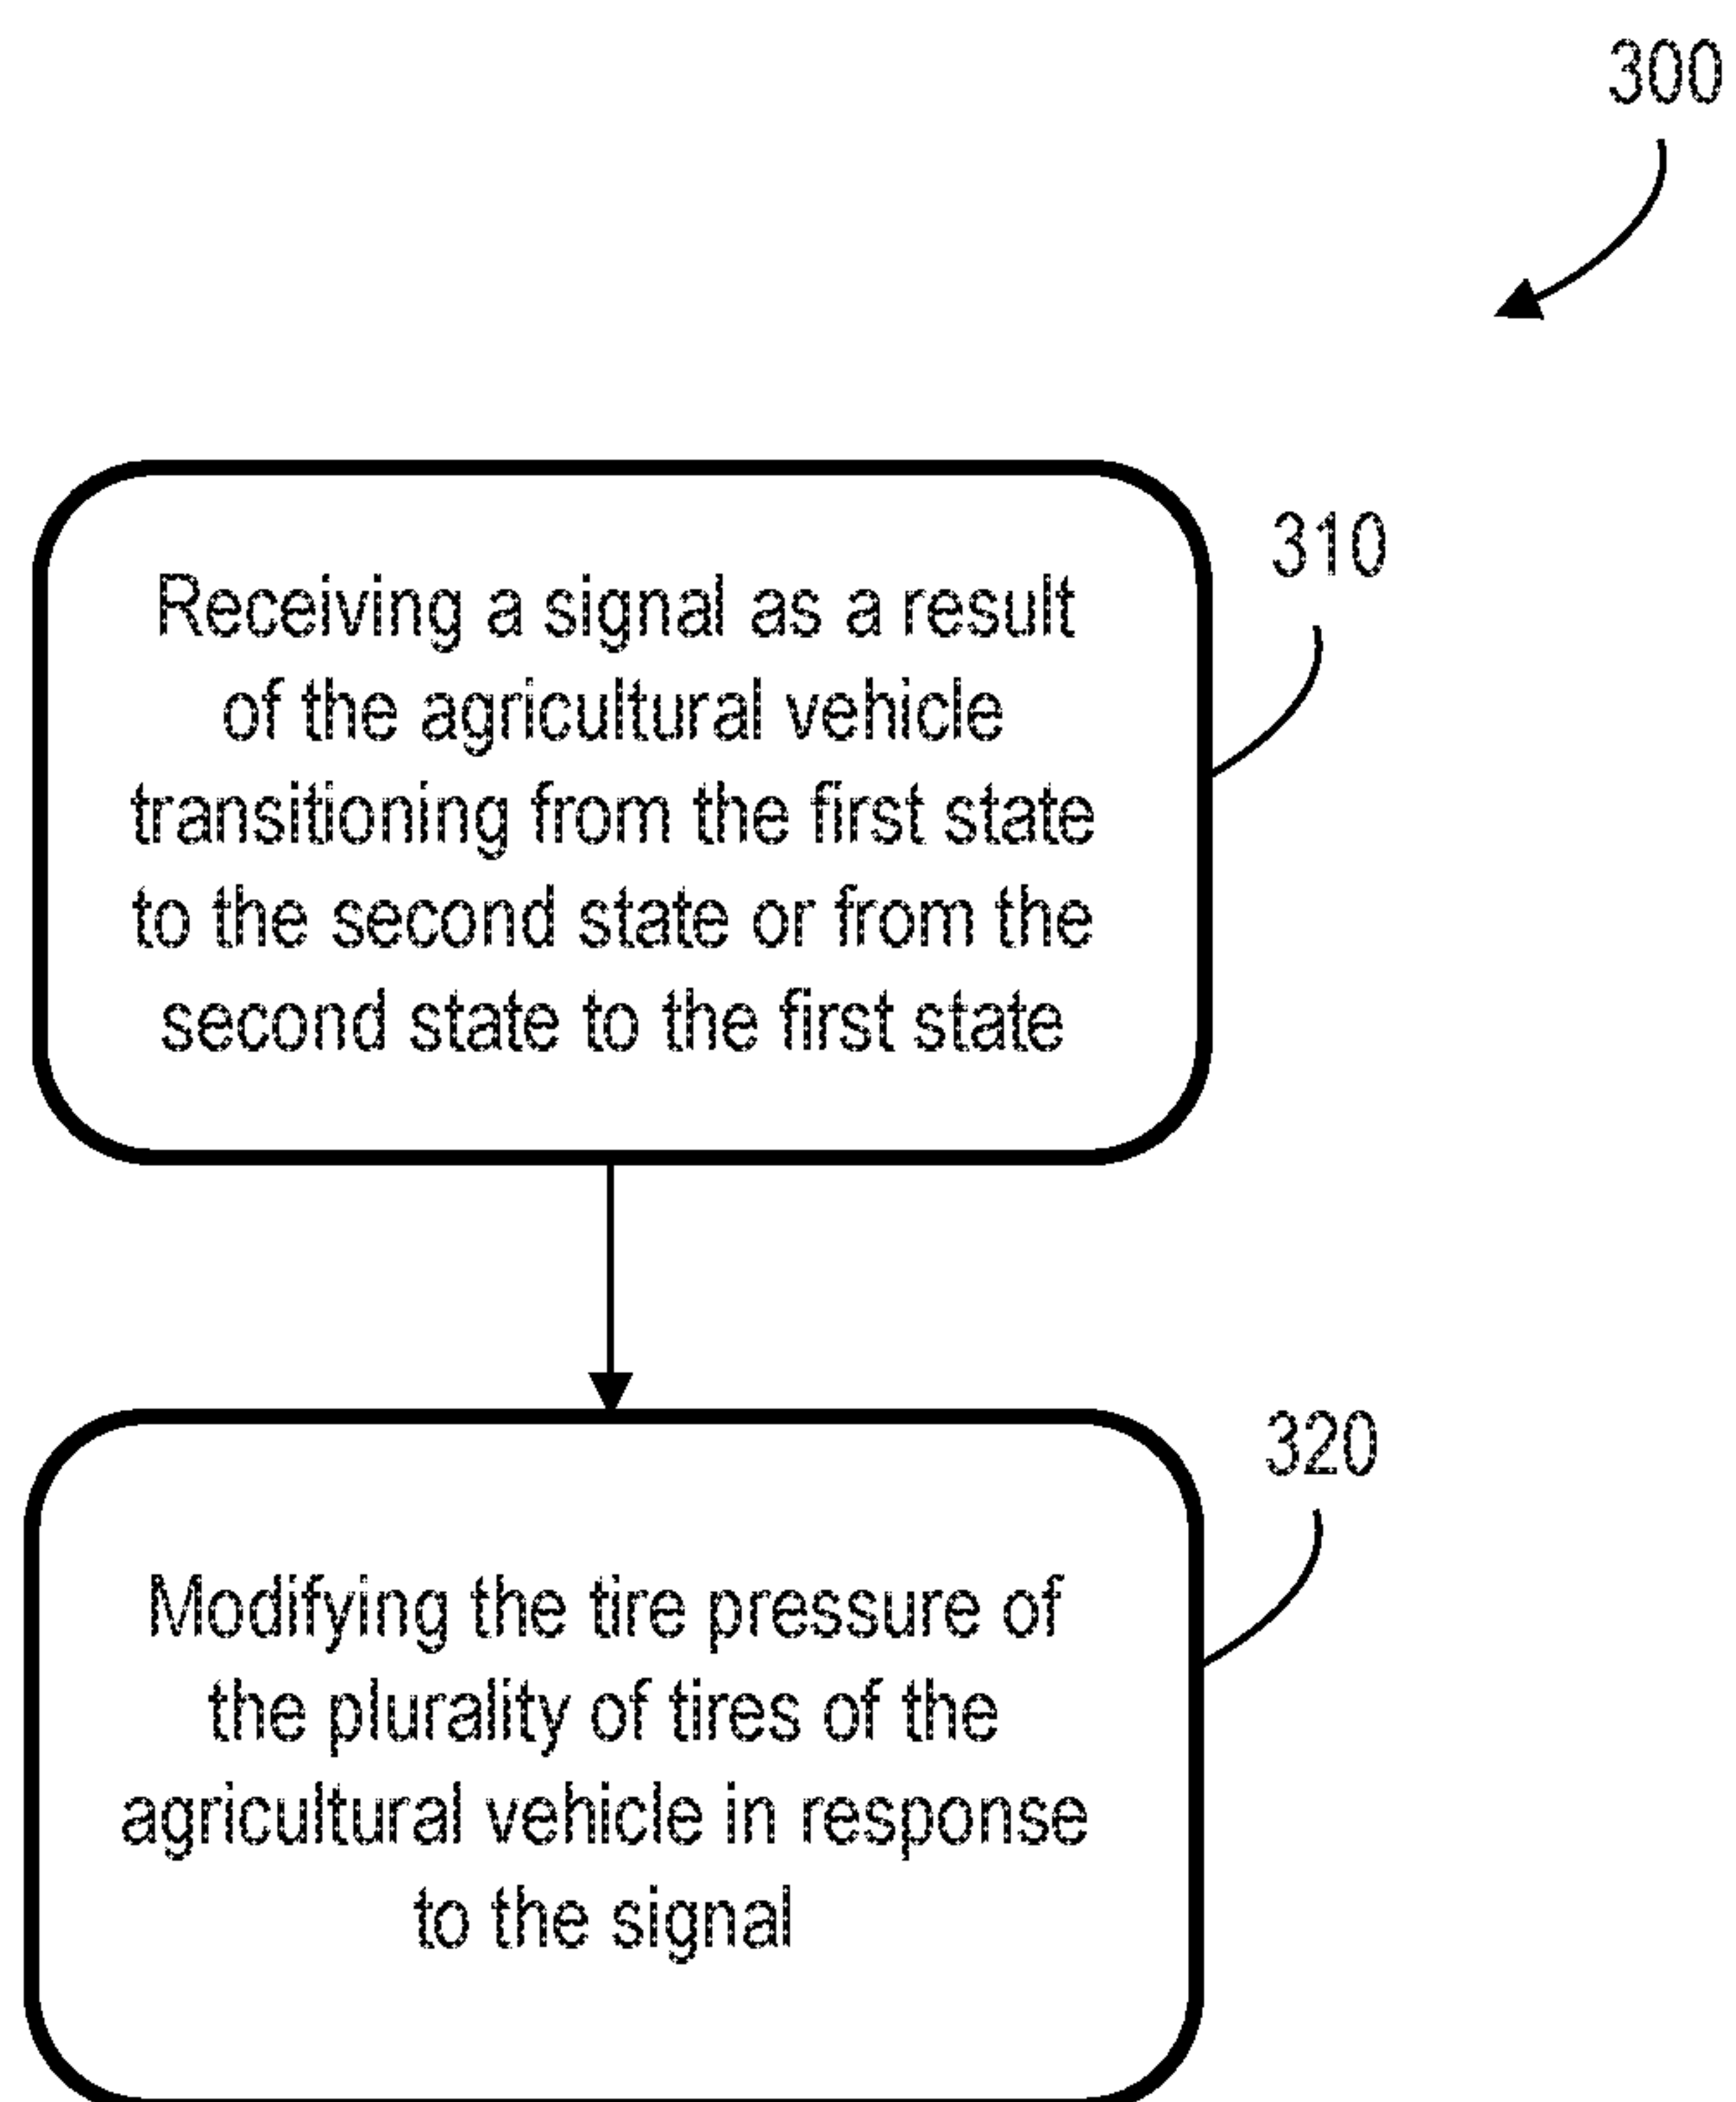 300
310
Receiving a signal as a result
of the agricultural vehicle
transitioning from the first state
to the second state or from the
second state to the first state
320
Modifying the tire pressure of
the plurality of tires of the
agricultural vehicle in response
to the signal